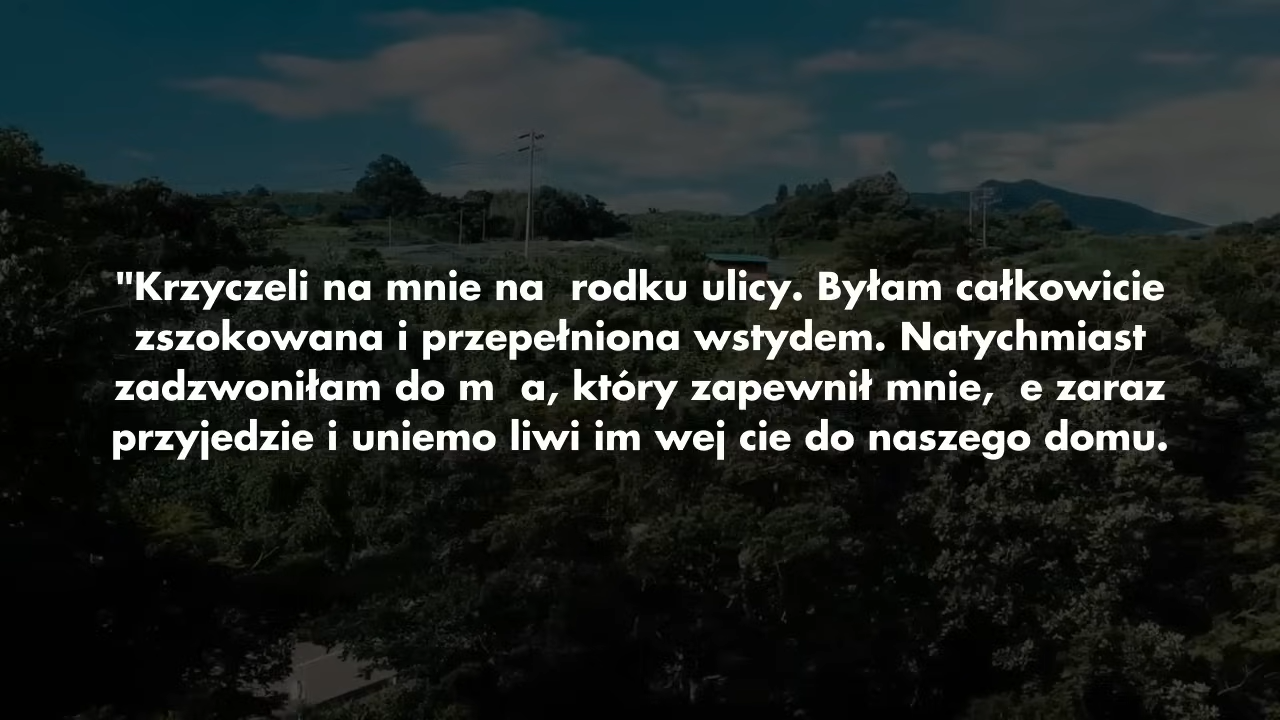 "Krzyczeli na mnie na  rodku ulicy. Byłam całkowicie
zszokowana i przepełniona wstydem. Natychmiast
zadzwoniłam do m  a, który zapewnił mnie,  e zaraz
przyjedzie i uniemo liwi im wej cie do naszego domu.